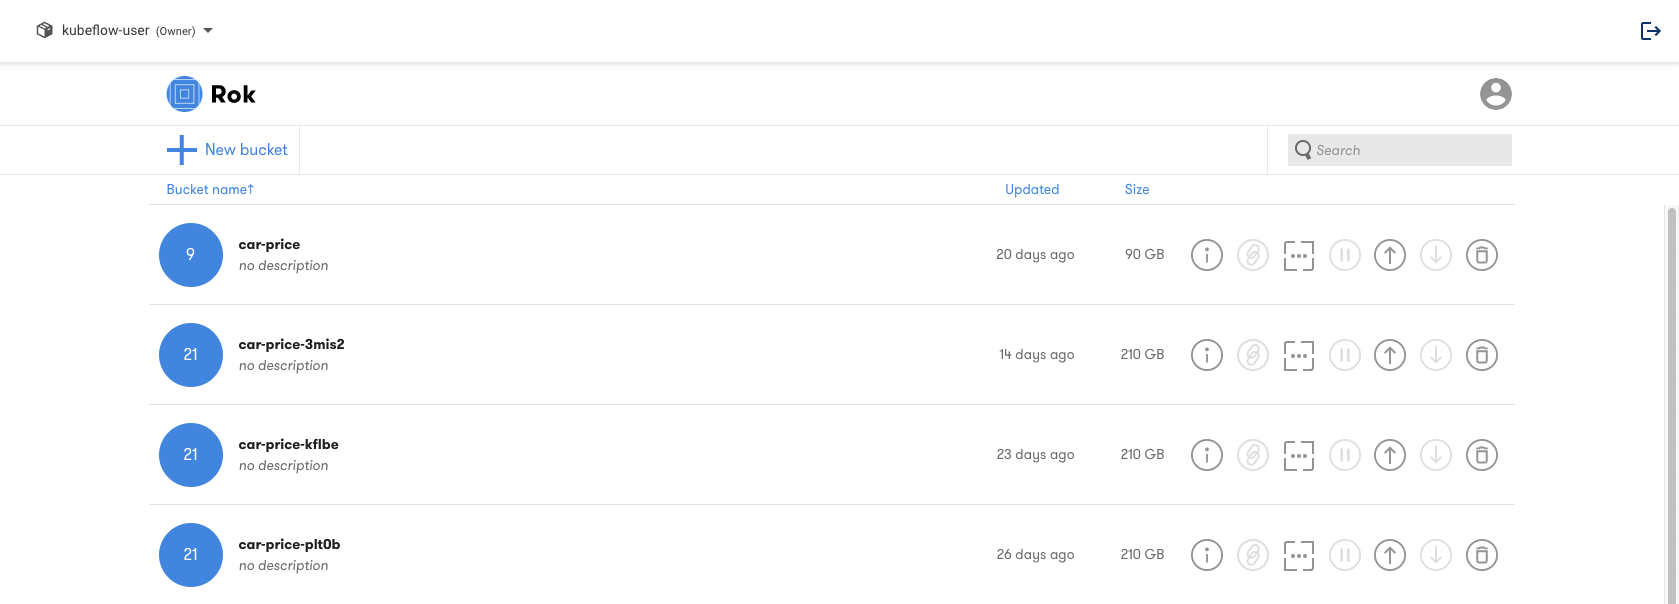 kubeflow-user (Owner)
Rok
New bucket
Search
Bucket name↑ Updated Size
9 car-price 20 days ago 90 GB
no description
21 car-price-3mis2 14 days ago 210 GB
no description
21 car-price-kflbe 23 days ago 210 GB
no description
21 car-price-plt0b 26 days ago 210 GB
no description